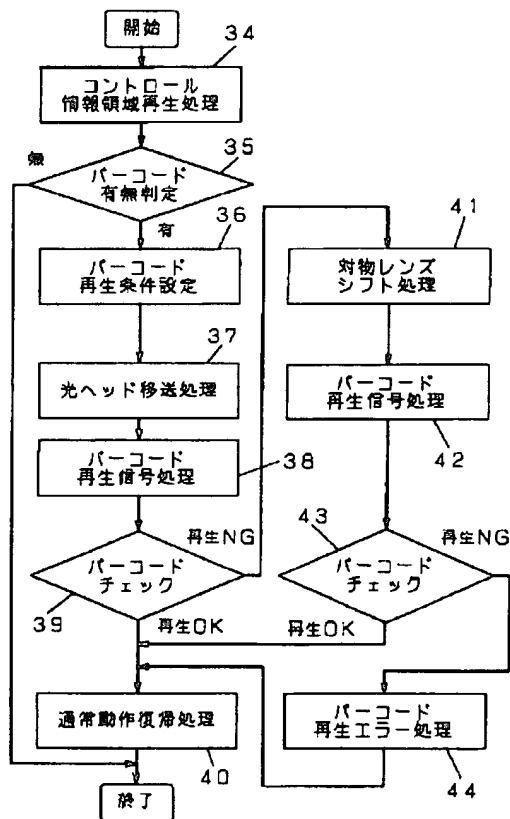 開始
34
コントロール
情報領域再生処理
35
無
バーコード
有無判定
有
36
バーコード
再生条件設定
37
光ヘッド移送処理
バーコード
再生信号処理
38
再生NG
バーコード
チェック
39
再生OK
通常動作復帰処理
40
終了
41
対物レンズ
シフト処理
バーコード
再生信号処理
42
43
再生NG
バーコード
チェック
再生OK
バーコード
再生エラー処理
44